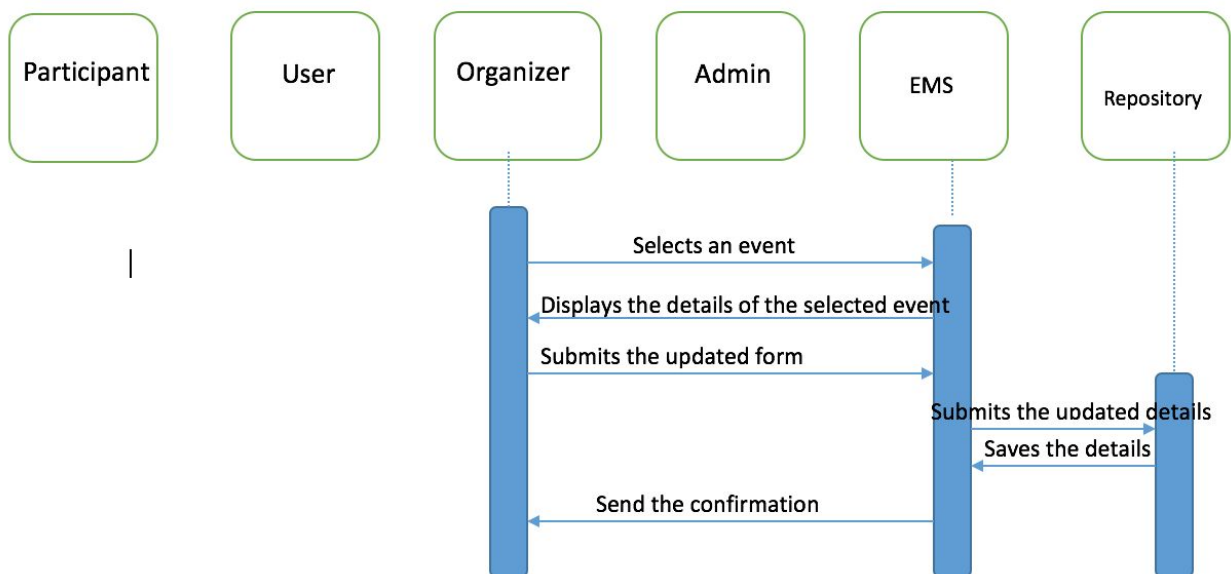 Participant
User
Organizer
Admin
EMS
Repository
Selects an event
Displays the details of the selected event
Submits the updated form
Submits the updated details
Saves the details
Send the confirmation